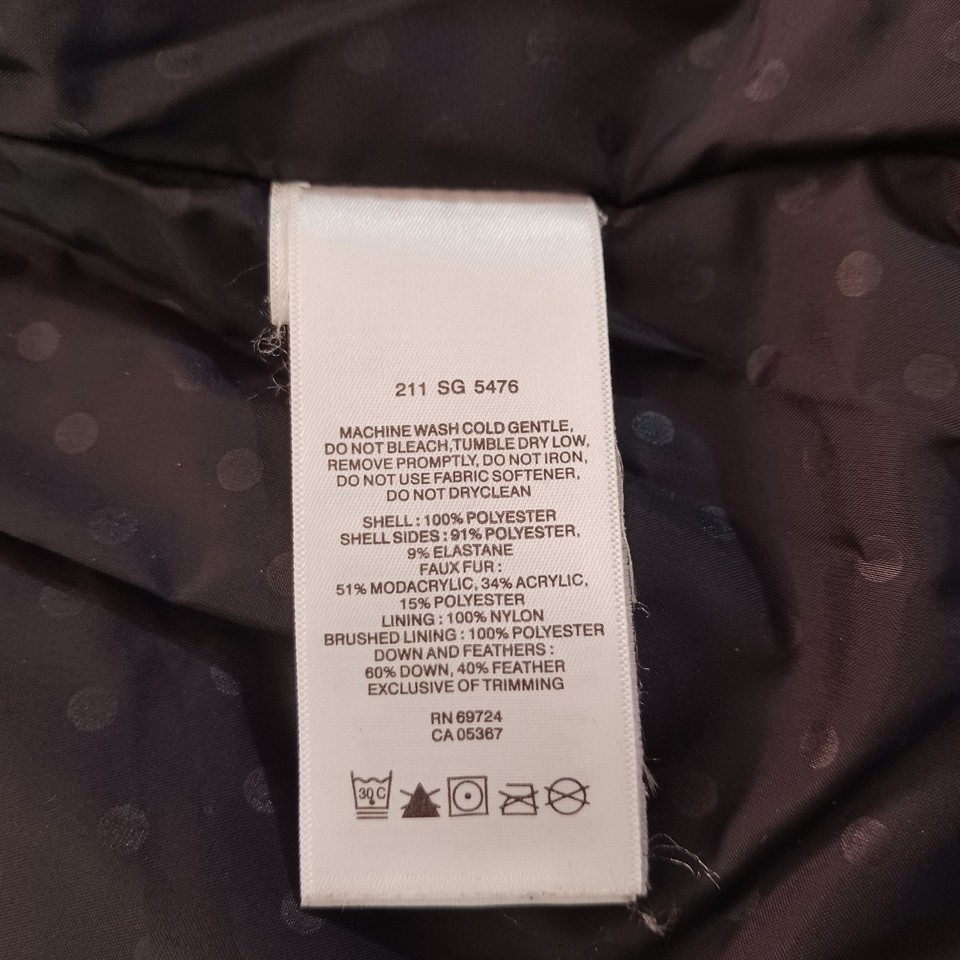 211 SG 5476
MACHINE WASH COLD GENTLE,
DO NOT BLEACH,TUMBLE DRY LOW,
REMOVE PROMPTLY, DO NOT IRON,
DO NOT USE FABRIC SOFTENER,
DO NOT DRYCLEAN
SHELL : 100% POLYESTER
SHELL SIDES : 91% POLYESTER,
9% ELASTANE
FAUX FUR :
51% MODACRYLIC, 34% ACRYLIC,
15% POLYESTER
LINING : 100% NYLON
BRUSHED LINING : 100% POLYESTER
DOWN AND FEATHERS :
60% DOWN, 40% FEATHER
EXCLUSIVE OF TRIMMING
RN 69724
CA 05367
30 C